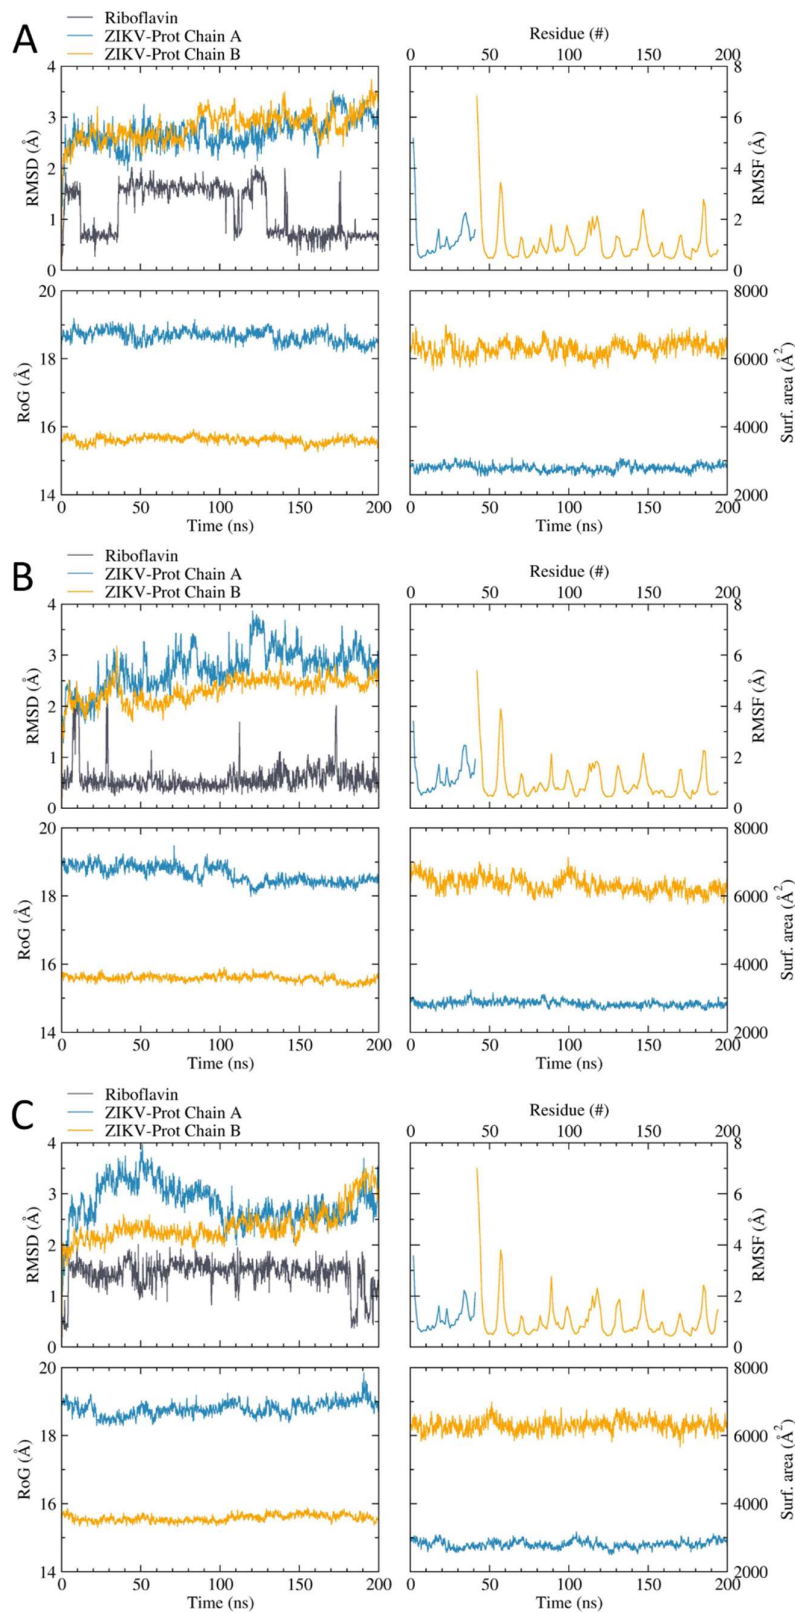 A
Riboflavin
ZIKV-Prot Chain A
ZIKV-Prot Chain B
Residue (#)
0 50 100 150 200
4
3
2
1
0
RMSD (Å)
8
6
4
2
0
RMSF (Å)
20
18
16
14
RoG (Å)
8000
6000
4000
2000
Surf. area (Å²)
0 50 100 150 200
0 50 100 150 200
Time (ns)
Time (ns)
B
Riboflavin
ZIKV-Prot Chain A
ZIKV-Prot Chain B
Residue (#)
0 50 100 150 200
4
3
2
1
0
RMSD (Å)
8
6
4
2
0
RMSF (Å)
20
18
16
14
RoG (Å)
8000
6000
4000
2000
Surf. area (Å²)
0 50 100 150 200
0 50 100 150 200
Time (ns)
Time (ns)
C
Riboflavin
ZIKV-Prot Chain A
ZIKV-Prot Chain B
Residue (#)
0 50 100 150 200
4
3
2
1
0
RMSD (Å)
8
6
4
2
0
RMSF (Å)
20
18
16
14
RoG (Å)
8000
6000
4000
2000
Surf. area (Å²)
0 50 100 150 200
0 50 100 150 200
Time (ns)
Time (ns)